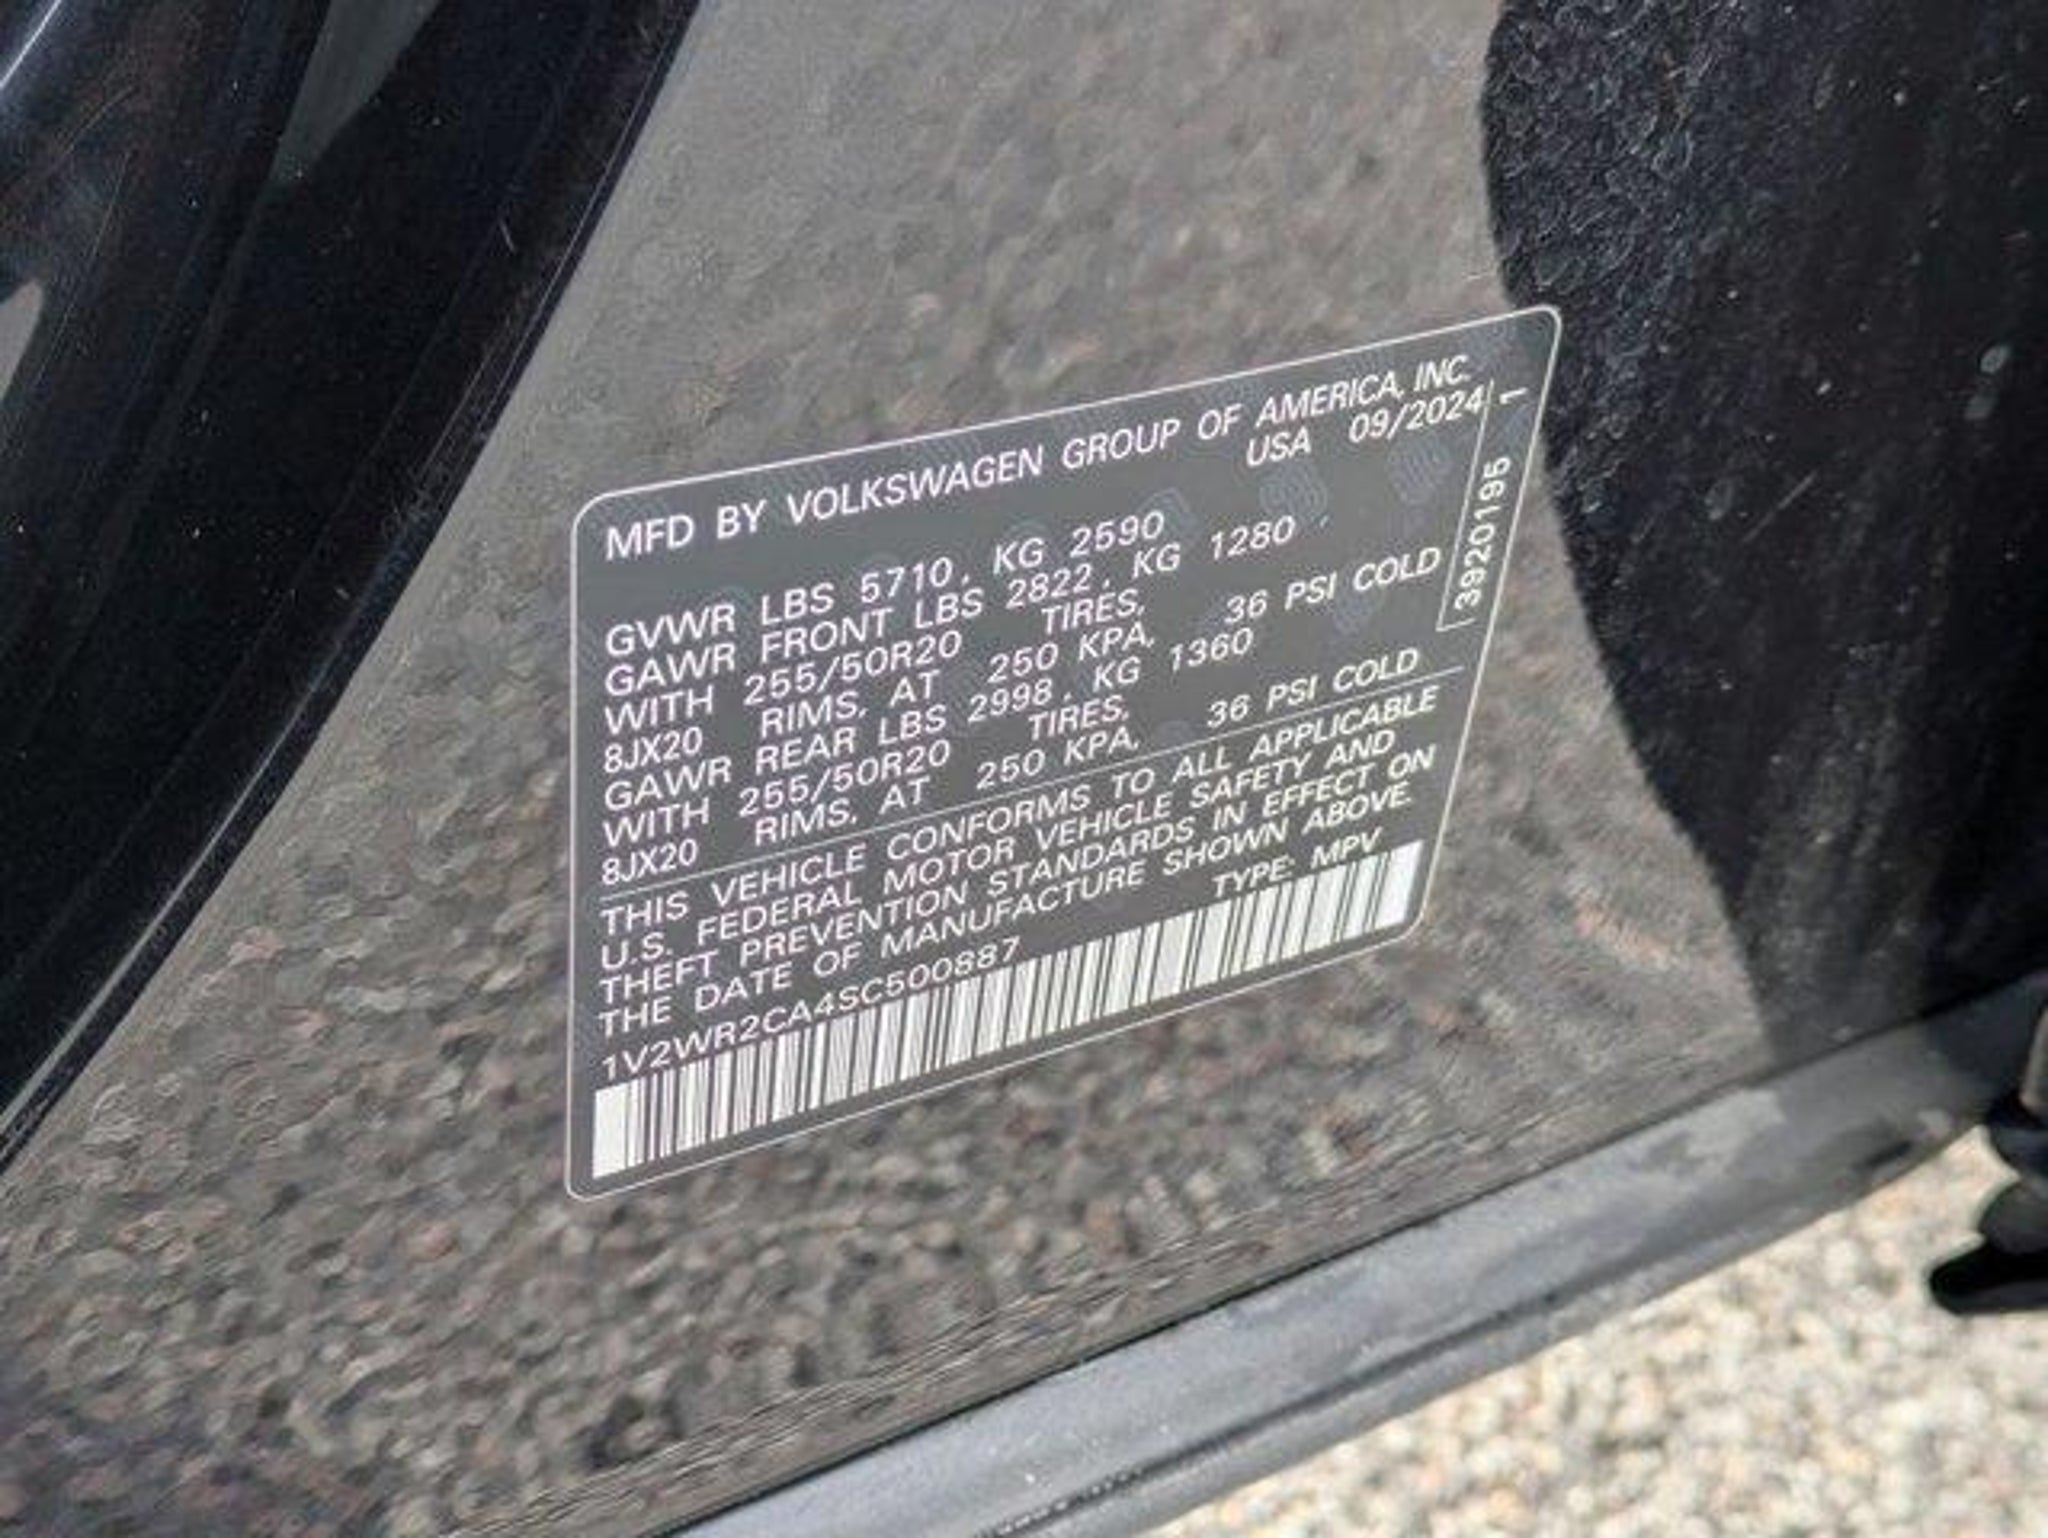 MFD BY VOLKSWAGEN GROUP OF AMERICA, INC.
USA 09/2024
GVWR LBS 5710, KG 2590
GAWR FRONT LBS 2822, KG 1280
WITH 255/50R20 TIRES,
8JX20 RIMS, AT 250 KPA, 36 PSI COLD
GAWR REAR LBS 2998, KG 1360
WITH 255/50R20 TIRES,
8JX20 RIMS, AT 250 KPA, 36 PSI COLD
THIS VEHICLE CONFORMS TO ALL APPLICABLE
U.S. FEDERAL MOTOR VEHICLE SAFETY AND
THEFT PREVENTION STANDARDS IN EFFECT ON
THE DATE OF MANUFACTURE SHOWN ABOVE.
TYPE: MPV
1V2WR2CA4SC500887
3920195 1